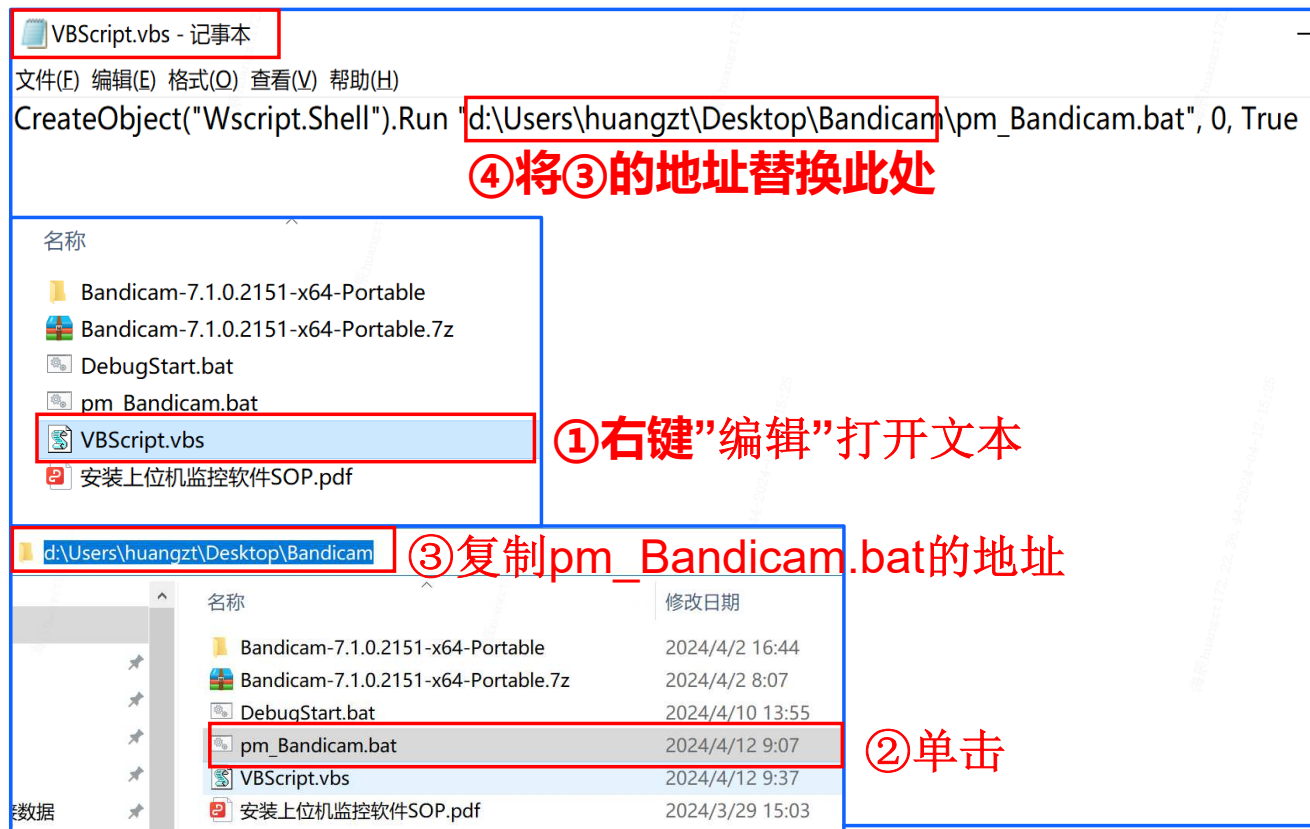 VBScript.vbs - 记事本
文件(F) 编辑(E) 格式(O) 查看(V) 帮助(H)
CreateObject("Wscript.Shell").Run "d:\Users\huangzt\Desktop\Bandicam\pm_Bandicam.bat", 0, True
④将③的地址替换此处
名称
Bandicam-7.1.0.2151-x64-Portable
Bandicam-7.1.0.2151-x64-Portable.7z
DebugStart.bat
pm_Bandicam.bat
VBScript.vbs
①右键”编辑”打开文本
安装上位机监控软件SOP.pdf
d:\Users\huangzt\Desktop\Bandicam
③复制pm_Bandicam.bat的地址
名称 修改日期
Bandicam-7.1.0.2151-x64-Portable 2024/4/2 16:44
Bandicam-7.1.0.2151-x64-Portable.7z 2024/4/2 8:07
DebugStart.bat 2024/4/10 13:55
pm_Bandicam.bat 2024/4/12 9:07
②单击
VBScript.vbs 2024/4/12 9:37
数据 安装上位机监控软件SOP.pdf 2024/3/29 15:03